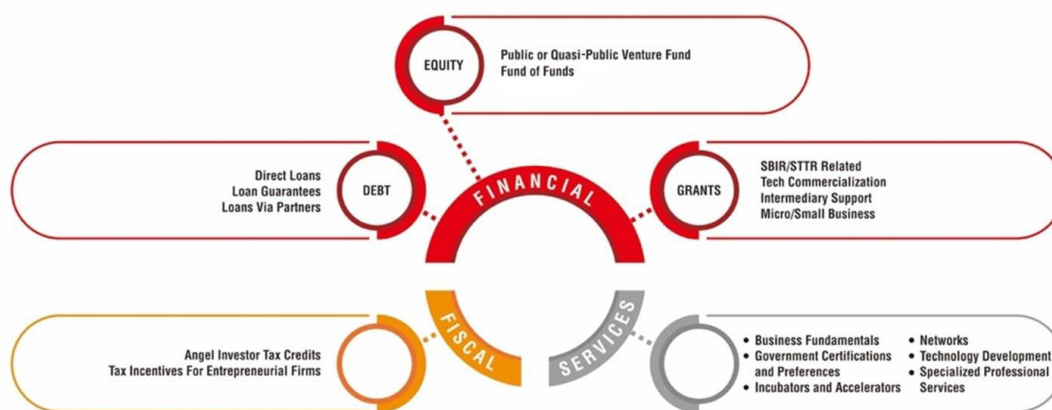 EQUITY
Public or Quasi-Public Venture Fund
Fund of Funds
Direct Loans
Loan Guarantees
Loans Via Partners
DEBT
FINANCIAL
GRANTS
SBIR/STTR Related
Tech Commercialization
Intermediary Support
Micro/Small Business
Angel Investor Tax Credits
Tax Incentives For Entrepreneurial Firms
FISCAL
SERVICES
• Business Fundamentals
• Government Certifications
and Preferences
• Incubators and Accelerators
• Networks
• Technology Development
• Specialized Professional
Services